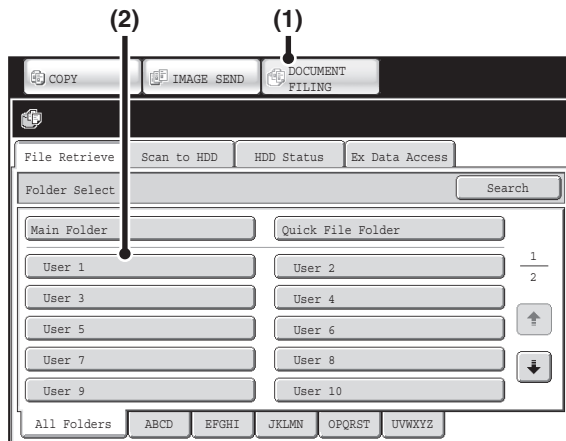 (2) (1)
COPY IMAGE SEND DOCUMENT
FILING
File Retrieve Scan to HDD HDD Status Ex Data Access
Folder Select Search
Main Folder Quick File Folder
User 1 User 2
1
2
User 3 User 4
User 5 User 6
User 7 User 8
User 9 User 10
All Folders ABCD EFGHI JKLMN OPQRST UVWXYZ